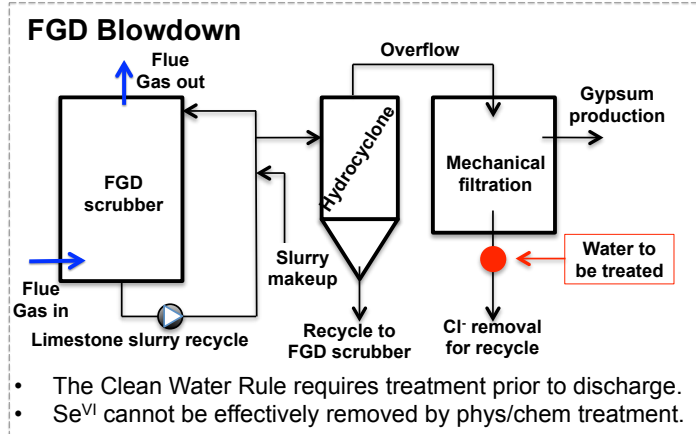 FGD Blowdown
Flue
Gas out
Overflow
Gypsum
production
FGD
scrubber
Hydrocyclone
Mechanical
filtration
Slurry
makeup
Water to
be treated
Flue
Gas in
Limestone slurry recycle
Recycle to
FGD scrubber
Cl- removal
for recycle
• The Clean Water Rule requires treatment prior to discharge.
• SeVI cannot be effectively removed by phys/chem treatment.